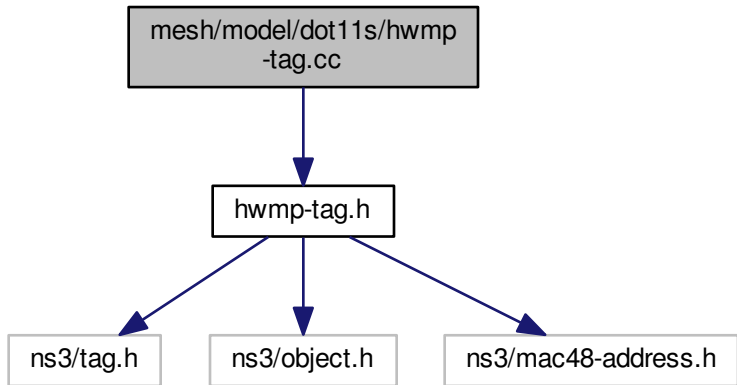 mesh/model/dot11s/hwmp
-tag.cc
hwmp-tag.h
ns3/tag.h
ns3/object.h
ns3/mac48-address.h